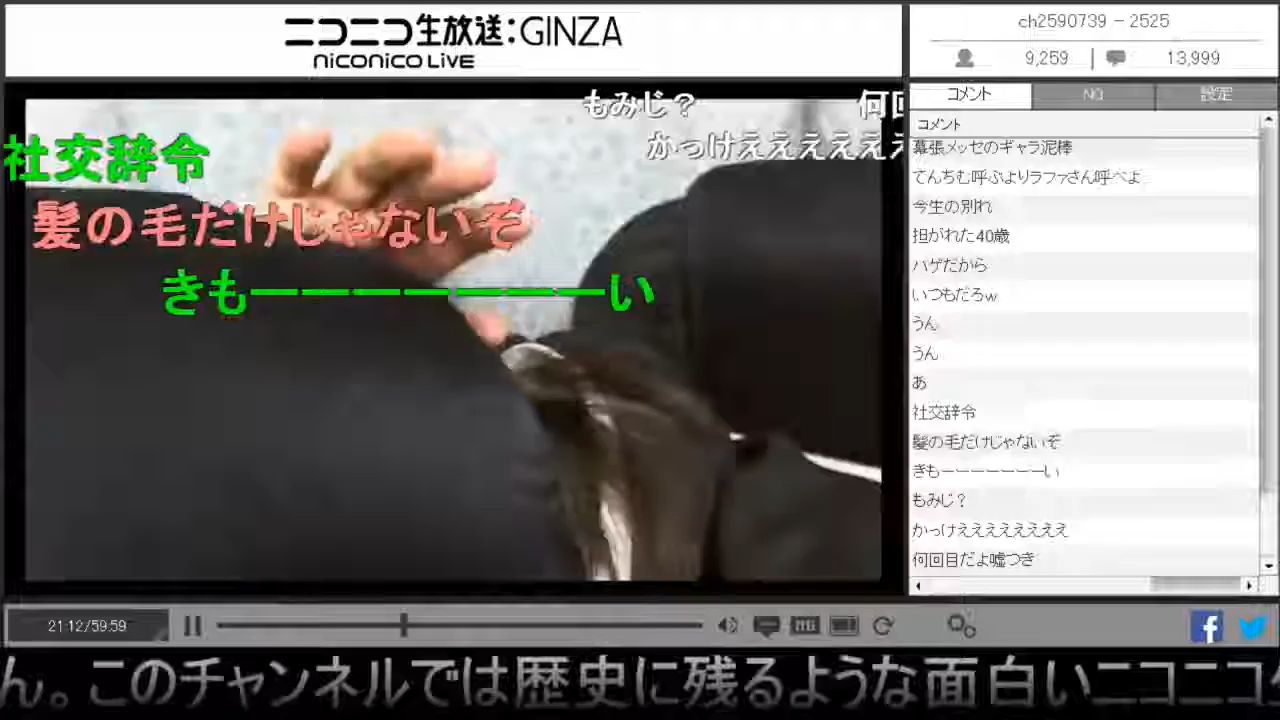 ニコニコ生放送:GINZA
niconico LIVE
ch2590739 - 2525
9,259
13,999
コメント
NG
設定
コメント
幕張メッセのギャラ泥棒
てんちむ呼ぶよりラファさん呼べよ
今生の別れ
担がれた40歳
ハゲだから
いつもだろw
うん
うん
あ
社交辞令
髪の毛だけじゃないぞ
きもーーーーーーーい
もみじ?
かっけえええええええええ
何回目だよ嘘つき
もみじ?
何回
かっけえええええええ
社交辞令
髪の毛だけじゃないぞ
きもーーーーーーーい
21:12/59:59
ん。このチャンネルでは歴史に残るような面白いニコニコ